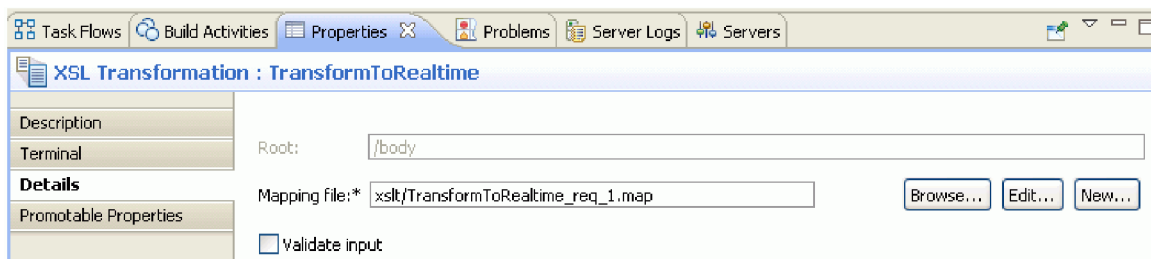 Task Flows Build Activities Properties Problems Server Logs Servers
XSL Transformation : TransformToRealtime
Description
Terminal
Details
Promotable Properties
Root: /body
Mapping file:* xslt/TransformToRealtime_req_1.map Browse... Edit... New...
Validate input